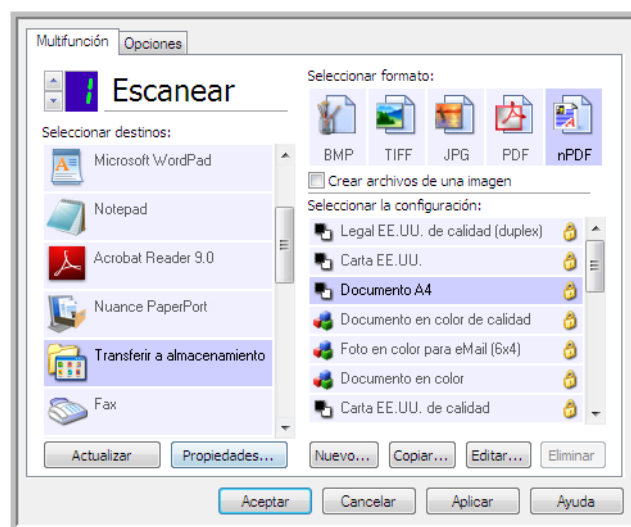 Multifunción
Opciones
1
Escanear
Seleccionar destinos:
Microsoft WordPad
Notepad
Acrobat Reader 9.0
Nuance PaperPort
Transferir a almacenamiento
Fax
Actualizar
Propiedades...
Seleccionar formato:
BMP
TIFF
JPG
PDF
nPDF
Crear archivos de una imagen
Seleccionar la configuración:
Legal EE.UU. de calidad (duplex)
Carta EE.UU.
Documento A4
Documento en color de calidad
Foto en color para eMail (6x4)
Documento en color
Carta EE.UU. de calidad
Nuevo...
Copiar...
Editar...
Eliminar
Aceptar
Cancelar
Aplicar
Ayuda